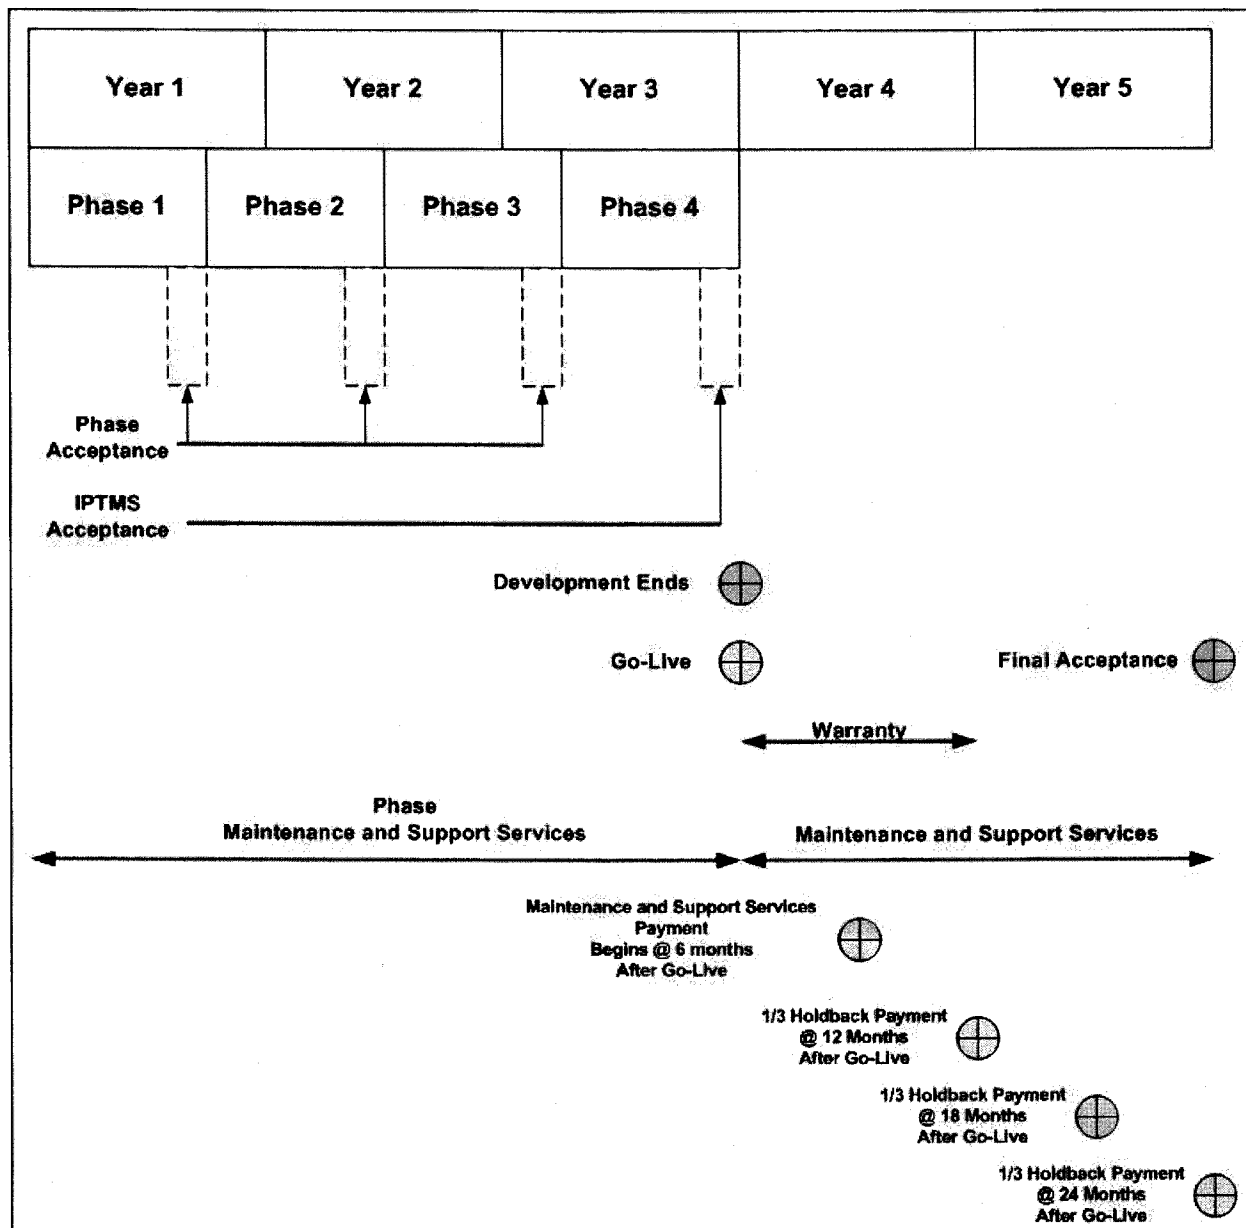 Year 1 Year 2 Year 3 Year 4 Year 5
Phase 1 Phase 2 Phase 3 Phase 4
Phase
Acceptance
IPTMS
Acceptance
Development Ends
Go-Live Final Acceptance
Warranty
Phase
Maintenance and Support Services
Maintenance and Support Services
Maintenance and Support Services
Payment
Begins @ 6 months
After Go-Live
1/3 Holdback Payment
@ 12 Months
After Go-Live
1/3 Holdback Payment
@ 18 Months
After Go-Live
1/3 Holdback Payment
@ 24 Months
After Go-Live